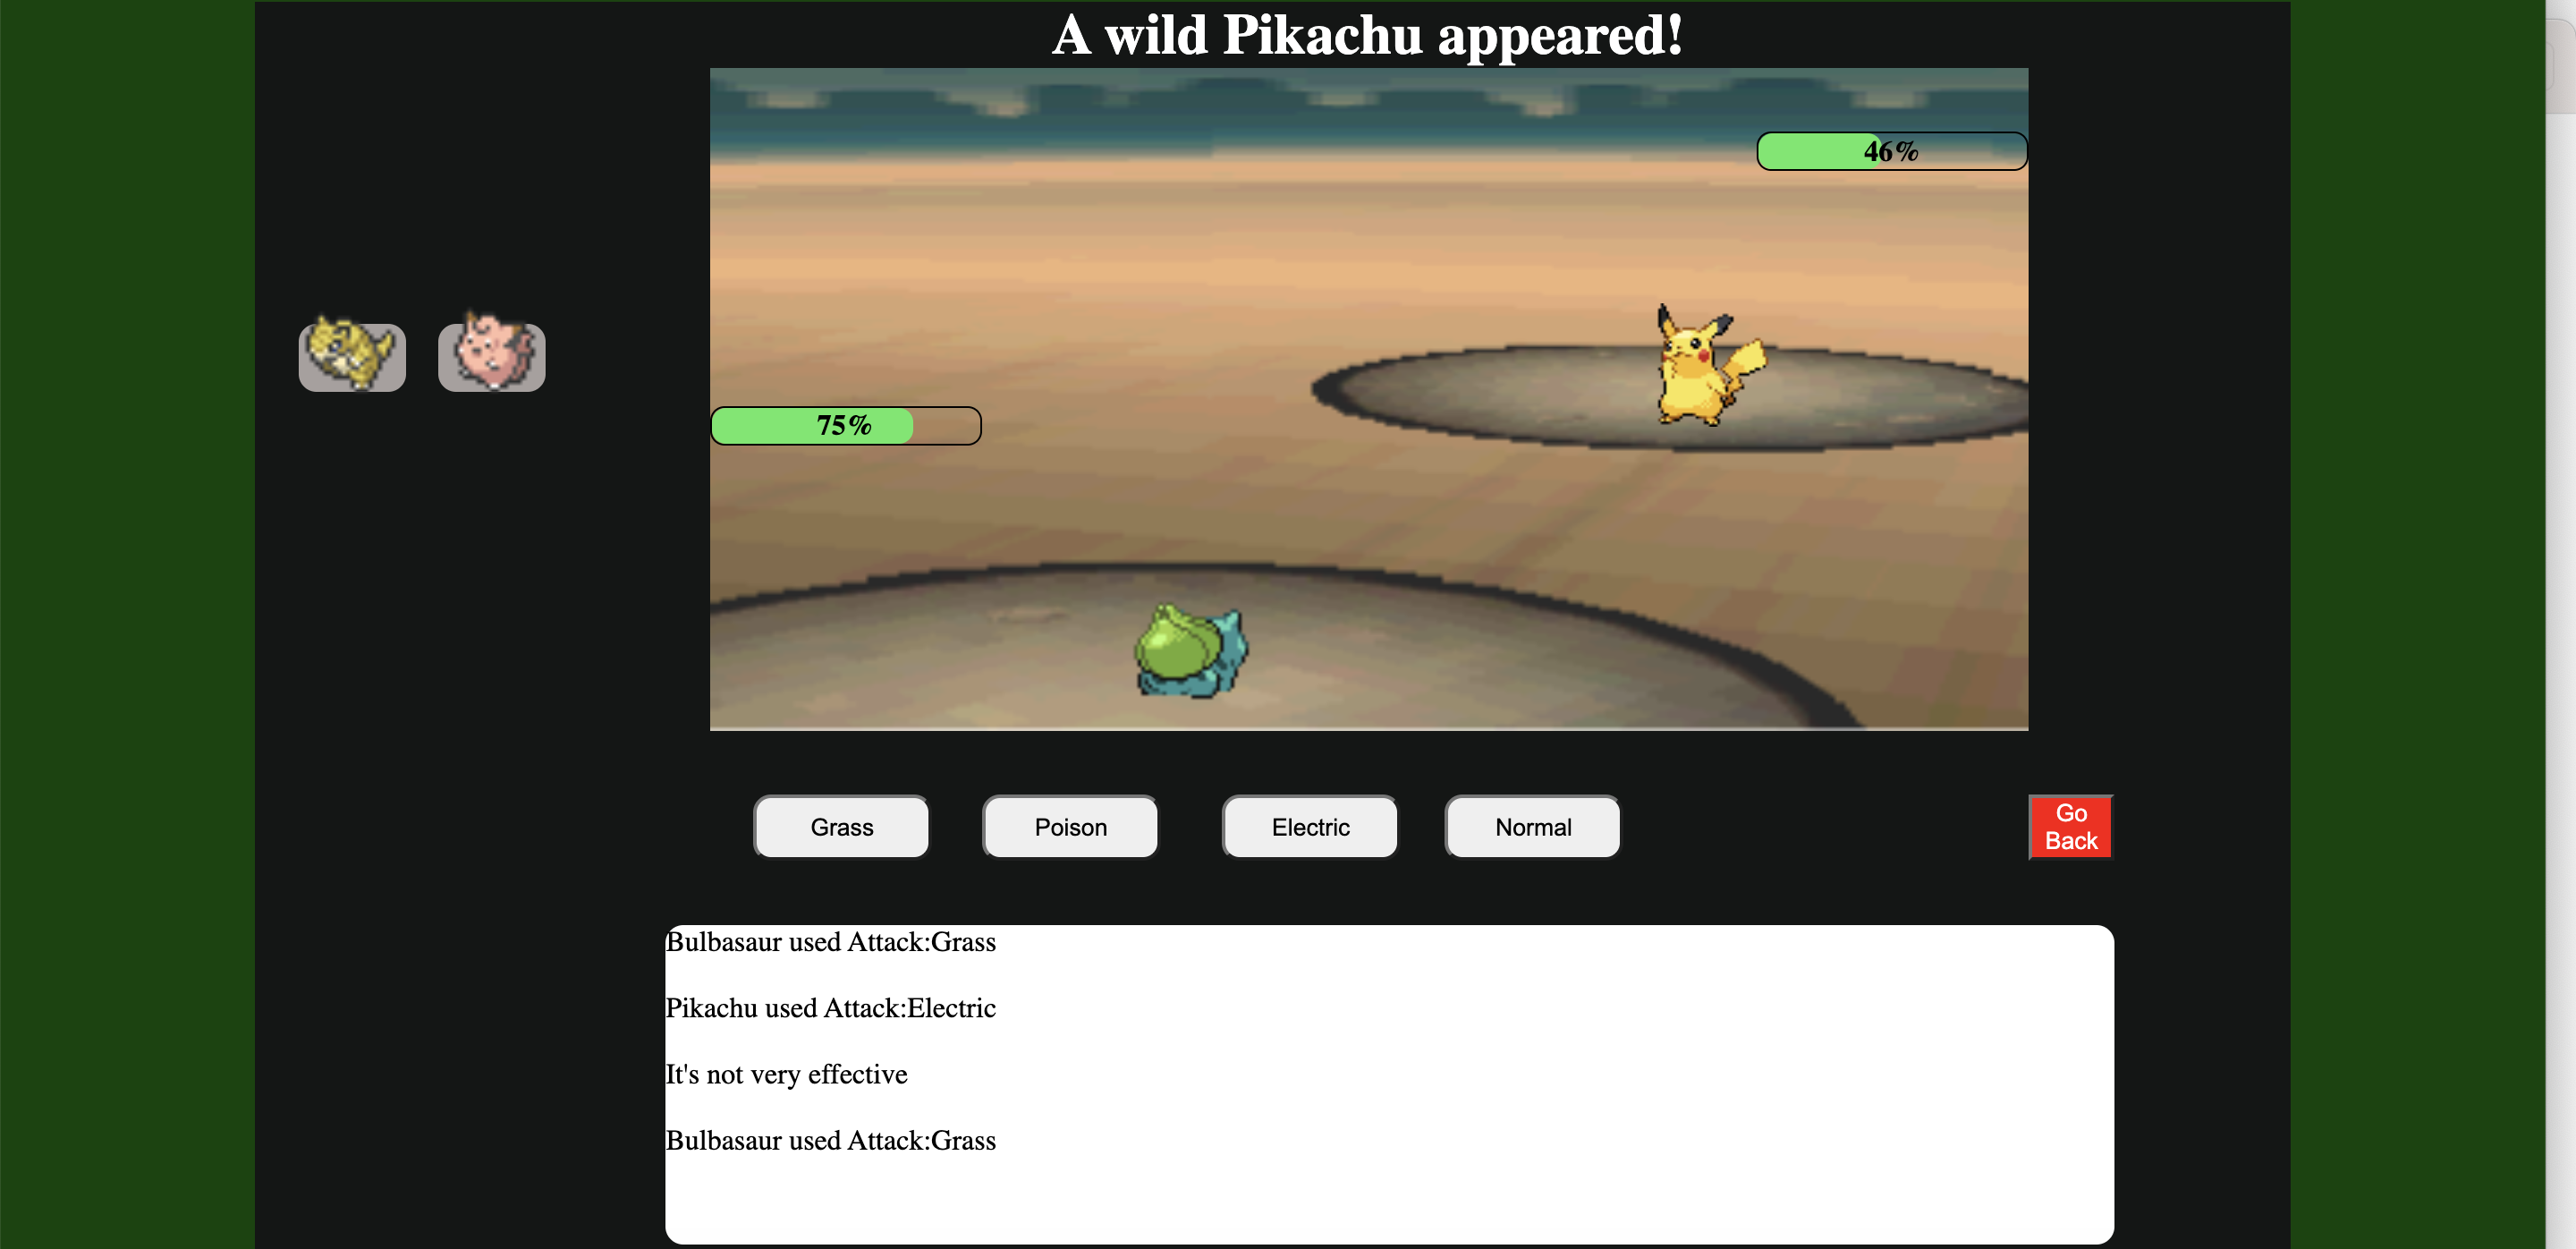 A wild Pikachu appeared!
46%
75%
Grass
Poison
Electric
Normal
Go
Back
Bulbasaur used Attack:Grass
Pikachu used Attack:Electric
It's not very effective
Bulbasaur used Attack:Grass